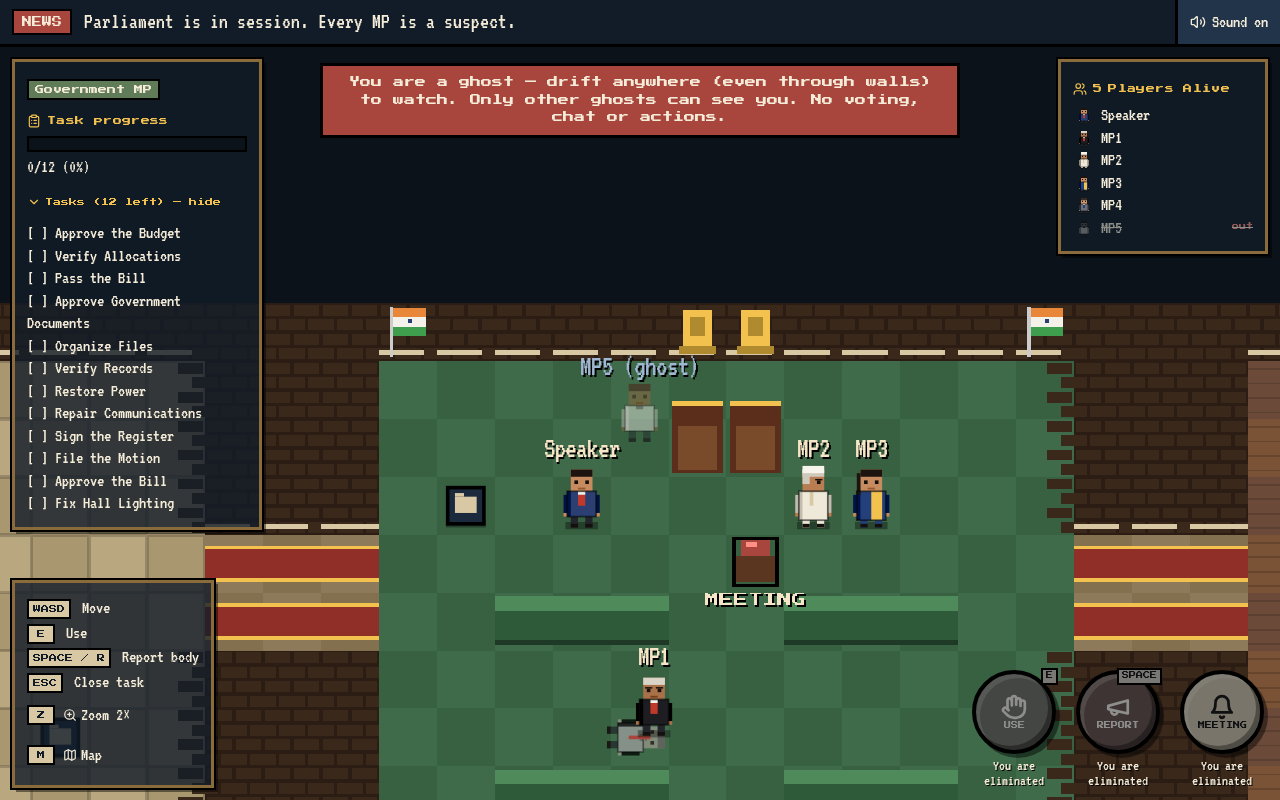 NEWS Parliament is in session. Every MP is a suspect.
Sound on
Government MP
Task progress
0/12 (0%)
Tasks (12 left) — hide
[ ] Approve the Budget
[ ] Verify Allocations
[ ] Pass the Bill
[ ] Approve Government
Documents
[ ] Organize Files
[ ] Verify Records
[ ] Restore Power
[ ] Repair Communications
[ ] Sign the Register
[ ] File the Motion
[ ] Approve the Bill
[ ] Fix Hall Lighting
You are a ghost — drift anywhere (even through walls)
to watch. Only other ghosts can see you. No voting,
chat or actions.
5 Players Alive
Speaker
MP1
MP2
MP3
MP4
MP5 out
MP5 (ghost)
Speaker
MP2
MP3
MEETING
MP1
WASD Move
E Use
SPACE / R Report body
ESC Close task
Z Zoom 2X
M Map
E
USE
You are
eliminated
SPACE
REPORT
You are
eliminated
MEETING
You are
eliminated